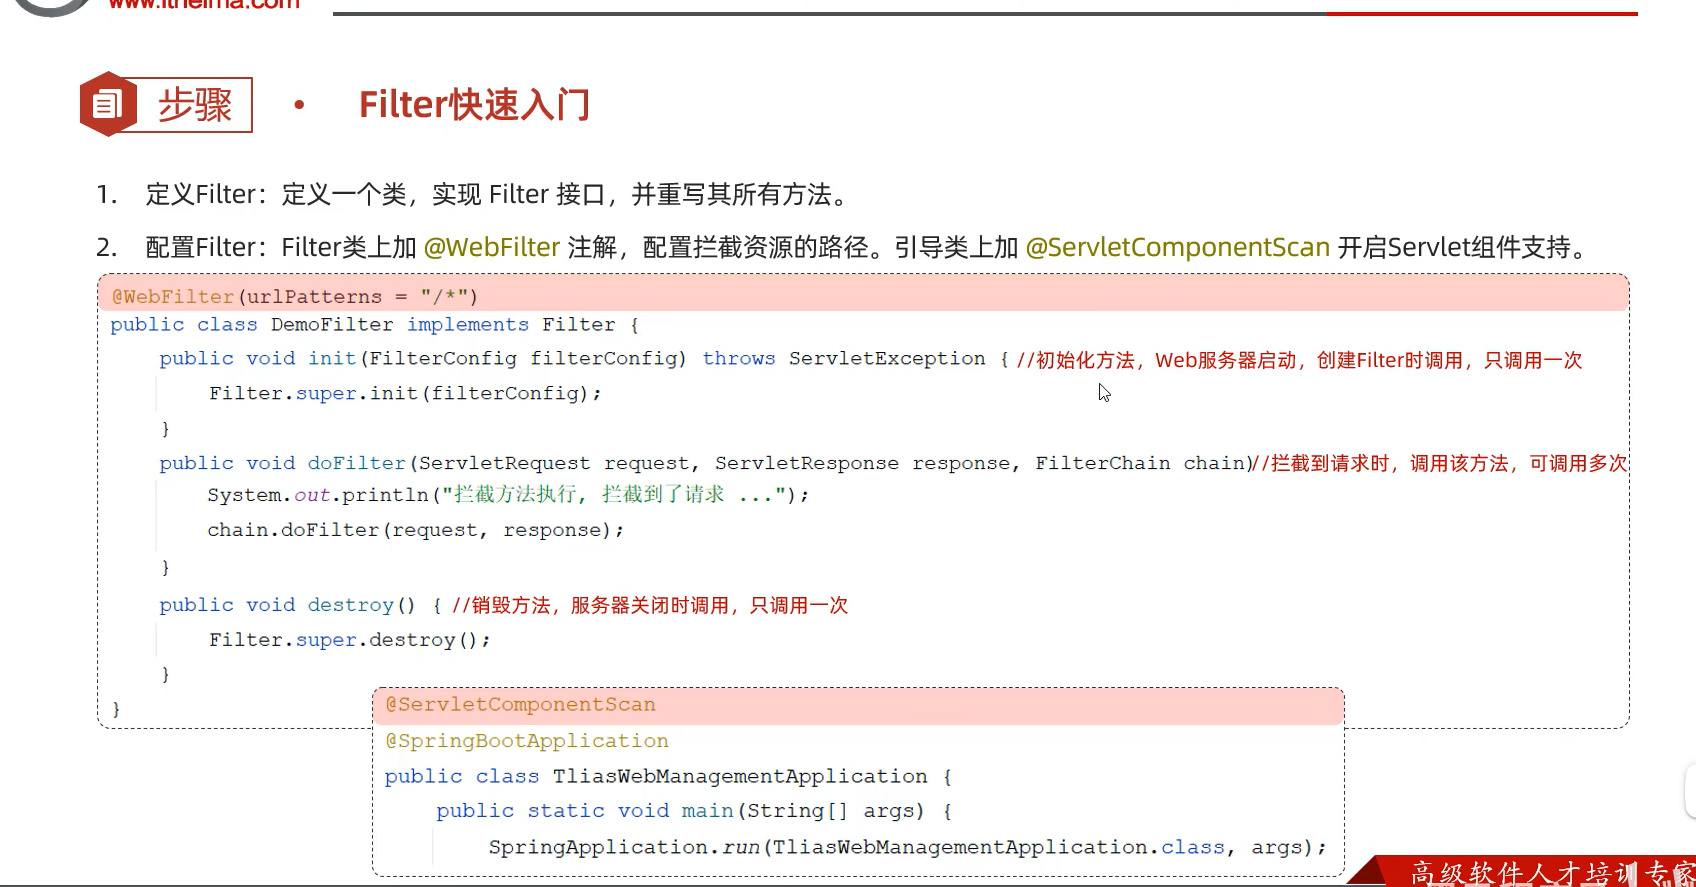 www.itheima.com
步骤 • Filter快速入门
1. 定义Filter：定义一个类，实现 Filter 接口，并重写其所有方法。
2. 配置Filter：Filter类上加 @WebFilter 注解，配置拦截资源的路径。引导类上加 @ServletComponentScan 开启Servlet组件支持。
@WebFilter(urlPatterns = "/*")
public class DemoFilter implements Filter {
public void init(FilterConfig filterConfig) throws ServletException { //初始化方法，Web服务器启动，创建Filter时调用，只调用一次
Filter.super.init(filterConfig);
}
public void doFilter(ServletRequest request, ServletResponse response, FilterChain chain)//拦截到请求时，调用该方法，可调用多次
System.out.println("拦截方法执行, 拦截到了请求 ...");
chain.doFilter(request, response);
}
public void destroy() { //销毁方法，服务器关闭时调用，只调用一次
Filter.super.destroy();
}
}
@ServletComponentScan
@SpringBootApplication
public class TliasWebManagementApplication {
public static void main(String[] args) {
SpringApplication.run(TliasWebManagementApplication.class, args);
高级软件人才培训专家